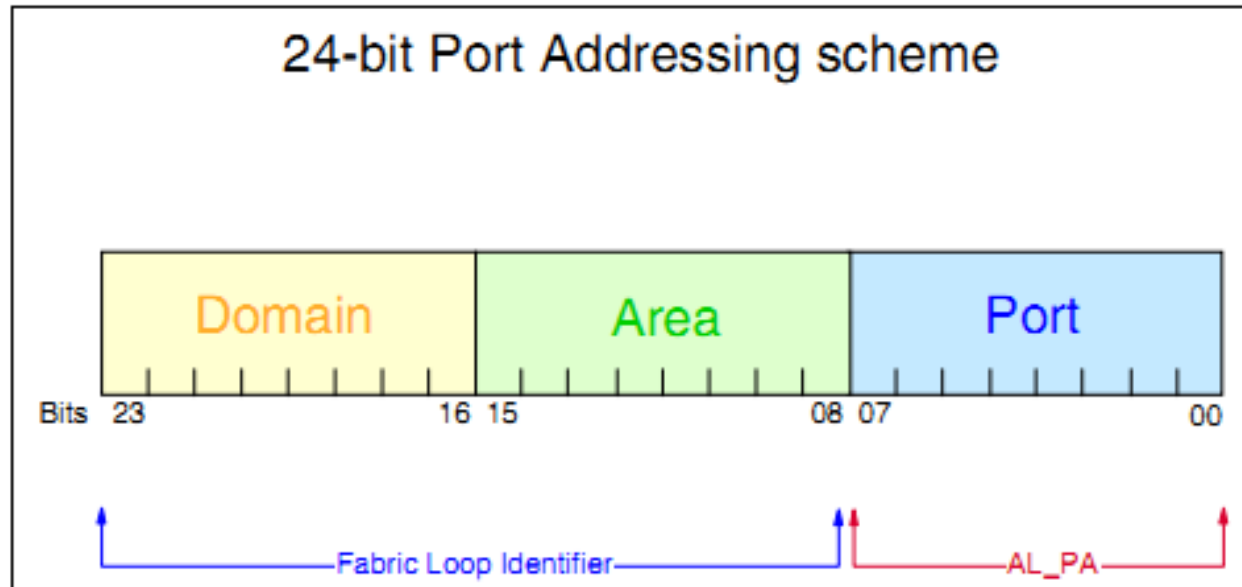 24-bit Port Addressing scheme
Domain Area Port
Bits 23 16 15 08 07 00
Fabric Loop Identifier AL_PA